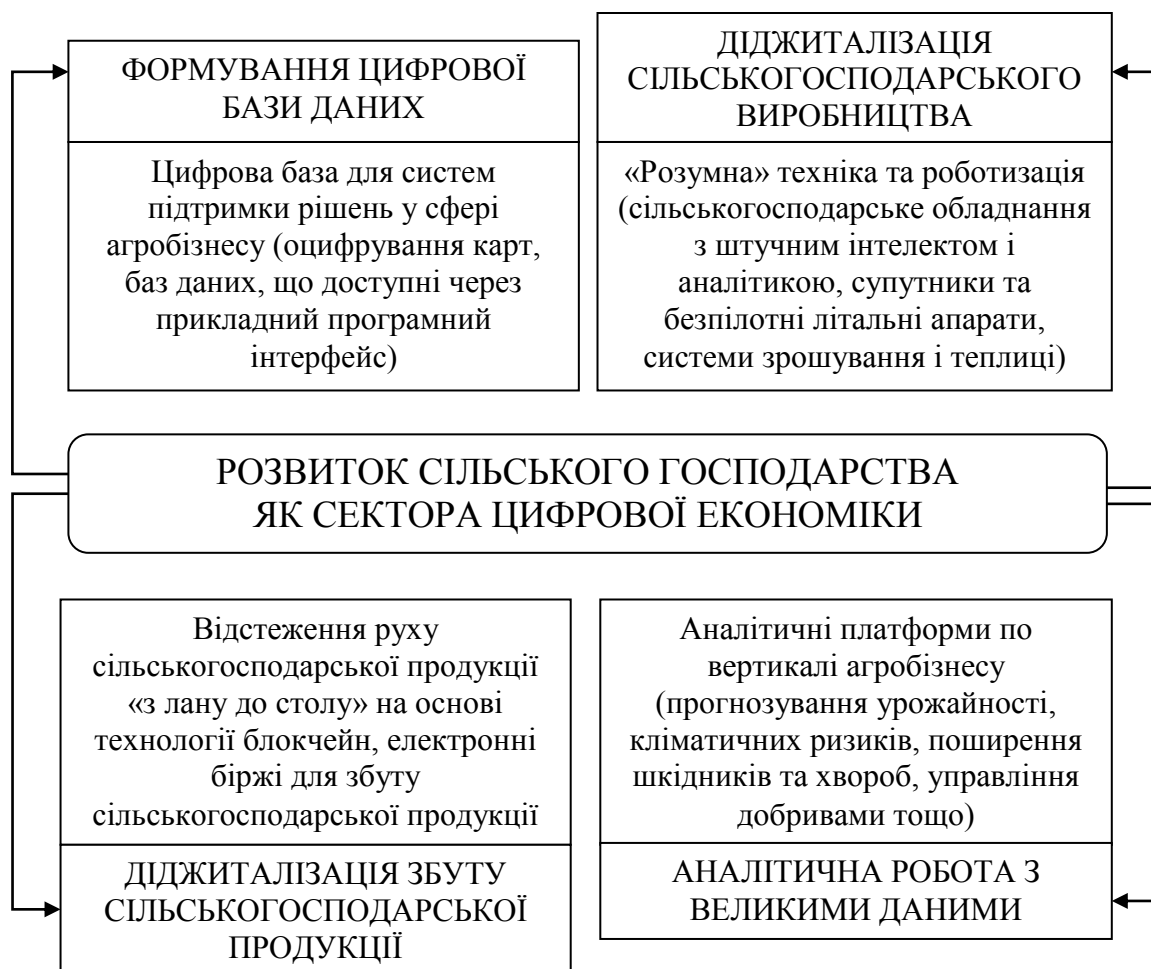 ФОРМУВАННЯ ЦИФРОВОЇ
БАЗИ ДАНИХ
Цифрова база для систем
підтримки рішень у сфері
агробізнесу (оцифрування карт,
баз даних, що доступні через
прикладний програмний
інтерфейс)
ДІДЖИТАЛІЗАЦІЯ
СІЛЬСЬКОГОСПОДАРСЬКОГО
ВИРОБНИЦТВА
«Розумна» техніка та роботизація
(сільськогосподарське обладнання
з штучним інтелектом і
аналітикою, супутники та
безпілотні літальні апарати,
системи зрошування і теплиці)
РОЗВИТОК СІЛЬСЬКОГО ГОСПОДАРСТВА
ЯК СЕКТОРА ЦИФРОВОЇ ЕКОНОМІКИ
Відстеження руху
сільськогосподарської продукції
«з лану до столу» на основі
технології блокчейн, електронні
біржі для збуту
сільськогосподарської продукції
ДІДЖИТАЛІЗАЦІЯ ЗБУТУ
СІЛЬСЬКОГОСПОДАРСЬКОЇ
ПРОДУКЦІЇ
Аналітичні платформи по
вертикалі агробізнесу
(прогнозування урожайності,
кліматичних ризиків, поширення
шкідників та хвороб, управління
добривами тощо)
АНАЛІТИЧНА РОБОТА З
ВЕЛИКИМИ ДАНИМИ